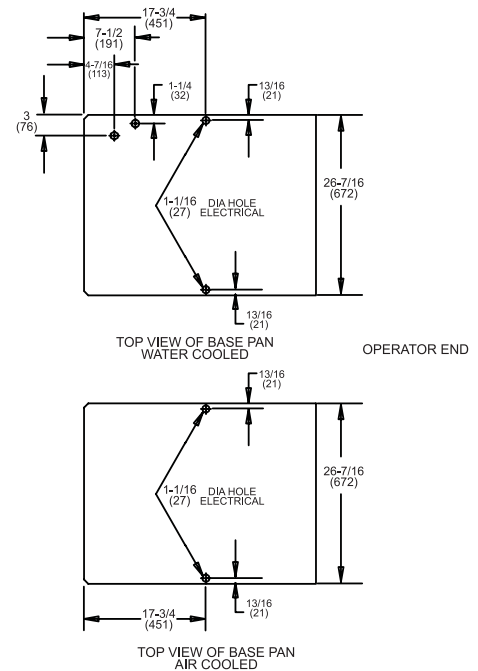 17-3/4
(451)
7-1/2
(191)
4-7/16
(113)
1-1/4
(32)
13/16
(21)
3
(76)
26-7/16
(672)
1-1/16 DIA HOLE
(27) ELECTRICAL
13/16
(21)
TOP VIEW OF BASE PAN
WATER COOLED
OPERATOR END
13/16
(21)
26-7/16
(672)
1-1/16 DIA HOLE
(27) ELECTRICAL
17-3/4
(451)
13/16
(21)
TOP VIEW OF BASE PAN
AIR COOLED